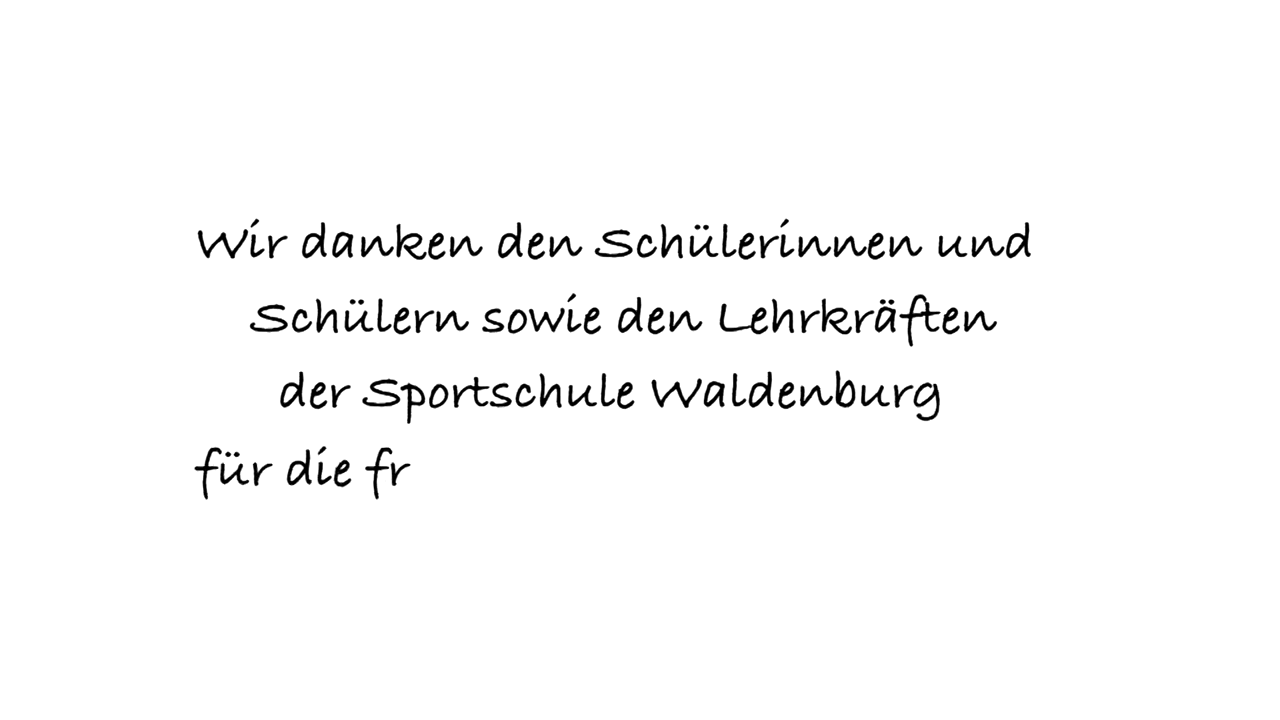 Wir danken den Schülerinnen und
Schülern sowie den Lehrkräften
der Sportschule Waldenburg
für die fr